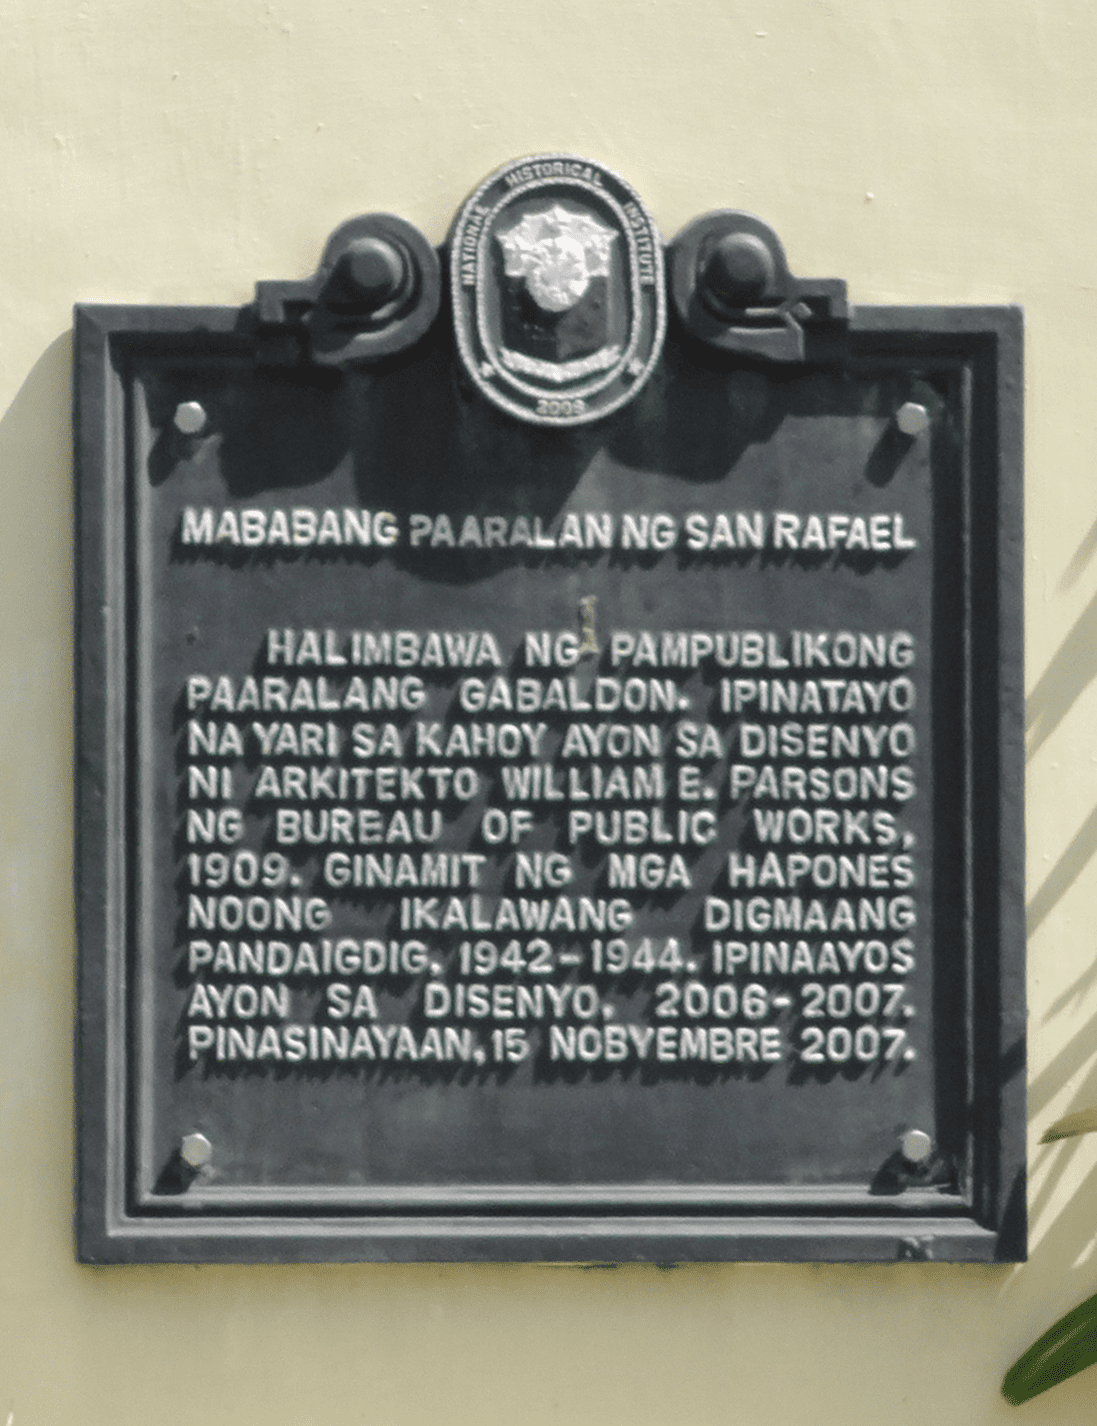 NATIONAL HISTORICAL INSTITUTE
2009
MABABANG PAARALAN NG SAN RAFAEL
HALIMBAWA NG PAMPUBLIKONG
PAARALANG GABALDON. IPINATAYO
NA YARI SA KAHOY AYON SA DISENYO
NI ARKITEKTO WILLIAM E. PARSONS
NG BUREAU OF PUBLIC WORKS,
1909. GINAMIT NG MGA HAPONES
NOONG IKALAWANG DIGMAANG
PANDAIGDIG, 1942-1944. IPINAAYOS
AYON SA DISENYO, 2006-2007.
PINASINAYAAN, 15 NOBYEMBRE 2007.